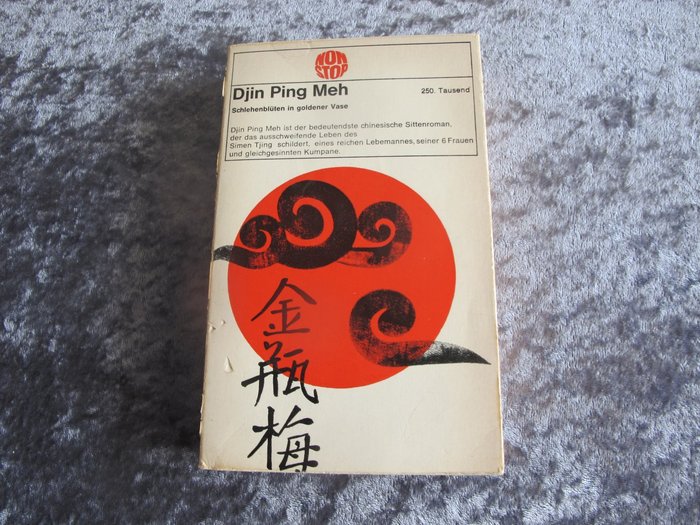 NON
STOP
Djin Ping Meh
250. Tausend
Schlehenblüten in goldener Vase
Djin Ping Meh ist der bedeutendste chinesische Sittenroman,
der das ausschweifende Leben des
Simen Tjing schildert, eines reichen Lebemannes, seiner 6 Frauen
und gleichgesinnten Kumpane.
金
瓶
梅